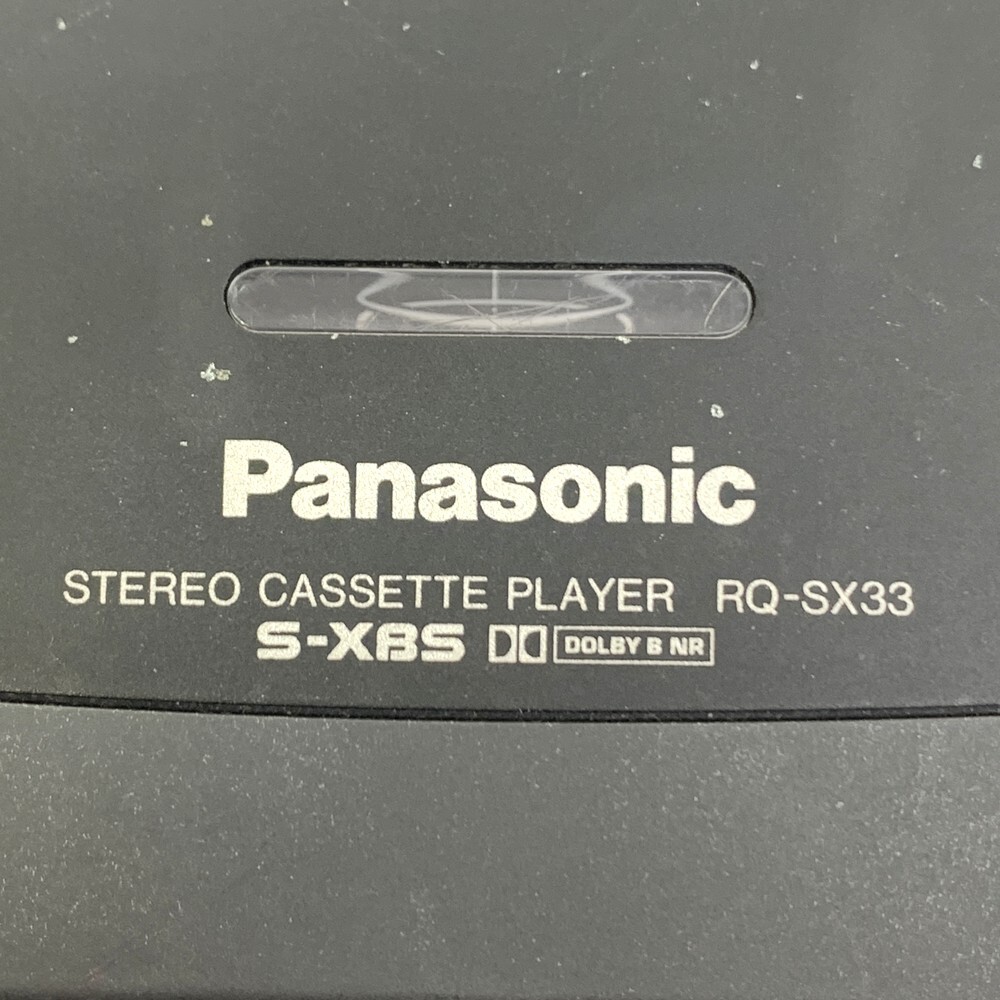 Panasonic
STEREO CASSETTE PLAYER RQ-SX33
S-XBS DOLBY B NR